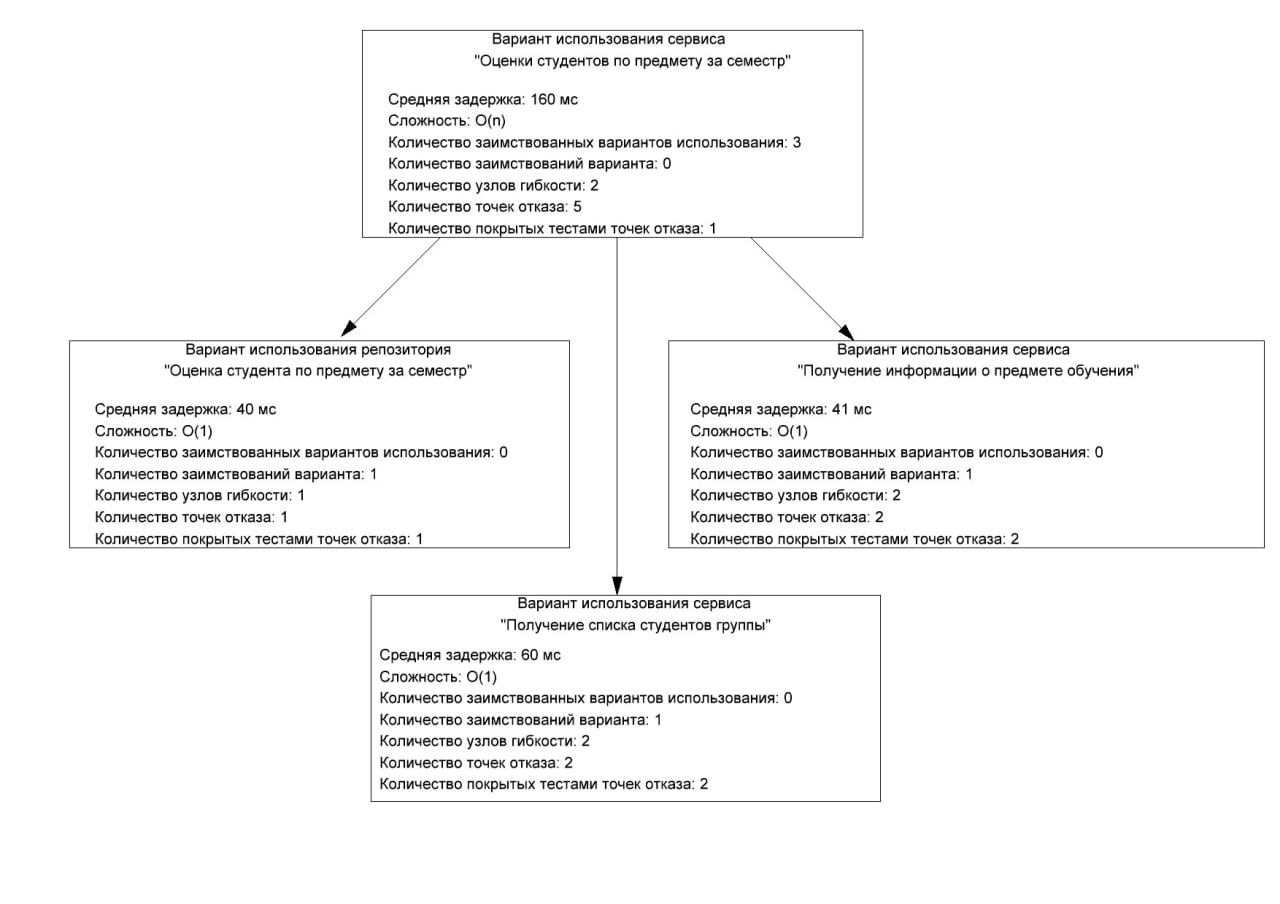 Вариант использования сервиса
"Оценки студентов по предмету за семестр"
Средняя задержка: 160 мс
Сложность: O(n)
Количество заимствованных вариантов использования: 3
Количество заимствований варианта: 0
Количество узлов гибкости: 2
Количество точек отказа: 5
Количество покрытых тестами точек отказа: 1
Вариант использования репозитория
"Оценка студента по предмету за семестр"
Средняя задержка: 40 мс
Сложность: O(1)
Количество заимствованных вариантов использования: 0
Количество заимствований варианта: 1
Количество узлов гибкости: 1
Количество точек отказа: 1
Количество покрытых тестами точек отказа: 1
Вариант использования сервиса
"Получение информации о предмете обучения"
Средняя задержка: 41 мс
Сложность: O(1)
Количество заимствованных вариантов использования: 0
Количество заимствований варианта: 1
Количество узлов гибкости: 2
Количество точек отказа: 2
Количество покрытых тестами точек отказа: 2
Вариант использования сервиса
"Получение списка студентов группы"
Средняя задержка: 60 мс
Сложность: O(1)
Количество заимствованных вариантов использования: 0
Количество заимствований варианта: 1
Количество узлов гибкости: 2
Количество точек отказа: 2
Количество покрытых тестами точек отказа: 2